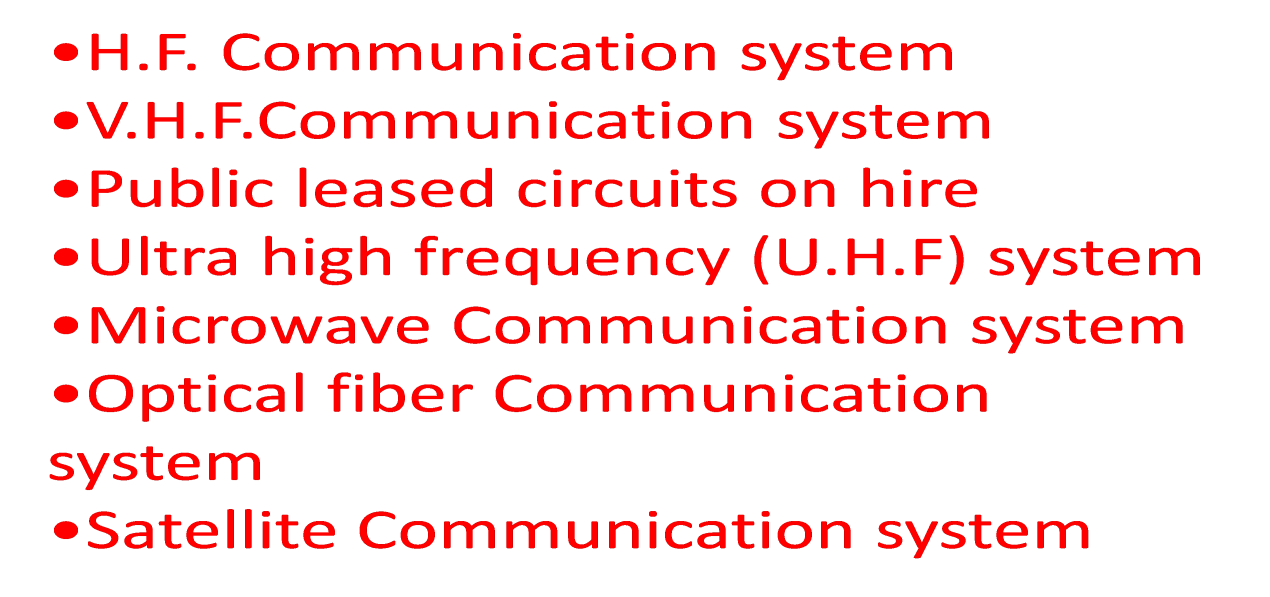 •H.F. Communication system
•V.H.F.Communication system
•Public leased circuits on hire
•Ultra high frequency (U.H.F) system
•Microwave Communication system
•Optical fiber Communication
system
•Satellite Communication system